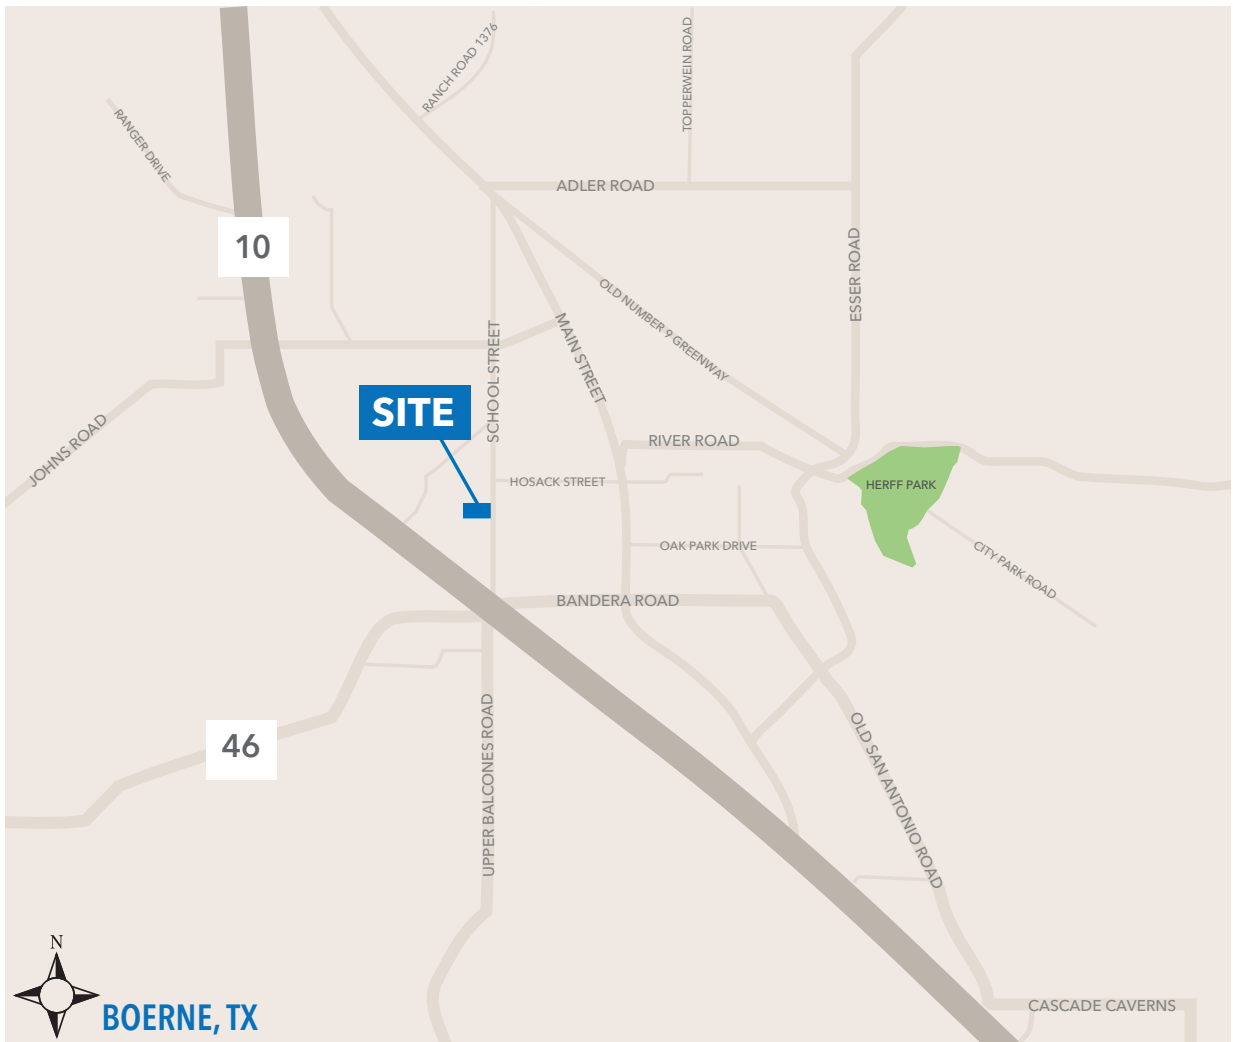 RANCH ROAD 1376
TOPPERWEIN ROAD
RANGER DRIVE
ADLER ROAD
10
ESSER ROAD
OLD NUMBER 9 GREENWAY
MAIN STREET
SCHOOL STREET
SITE
JOHNS ROAD
RIVER ROAD
HOSACK STREET
HERFF PARK
OAK PARK DRIVE
CITY PARK ROAD
BANDERA ROAD
46
UPPER BALCONES ROAD
OLD SAN ANTONIO ROAD
N
BOERNE, TX
CASCADE CAVERNS